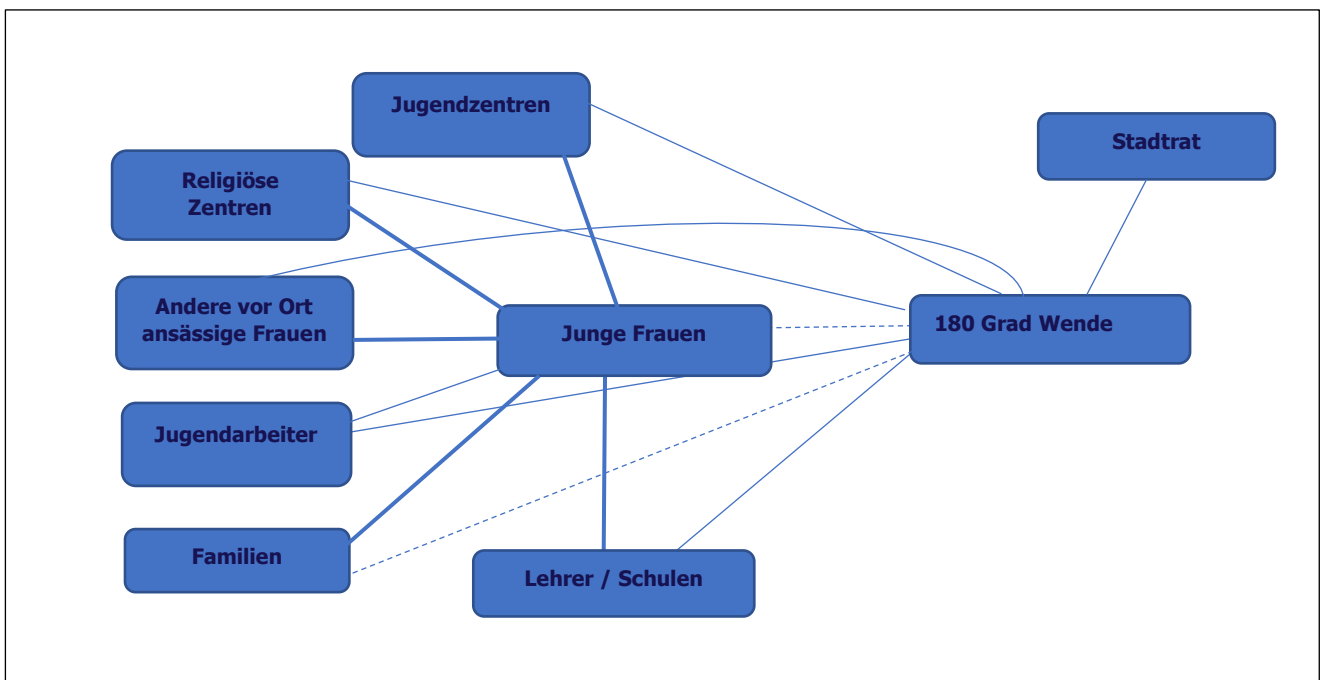 Jugendzentren
Stadtrat
Religiöse
Zentren
Andere vor Ort
ansässige Frauen
Junge Frauen
180 Grad Wende
Jugendarbeiter
Familien
Lehrer / Schulen